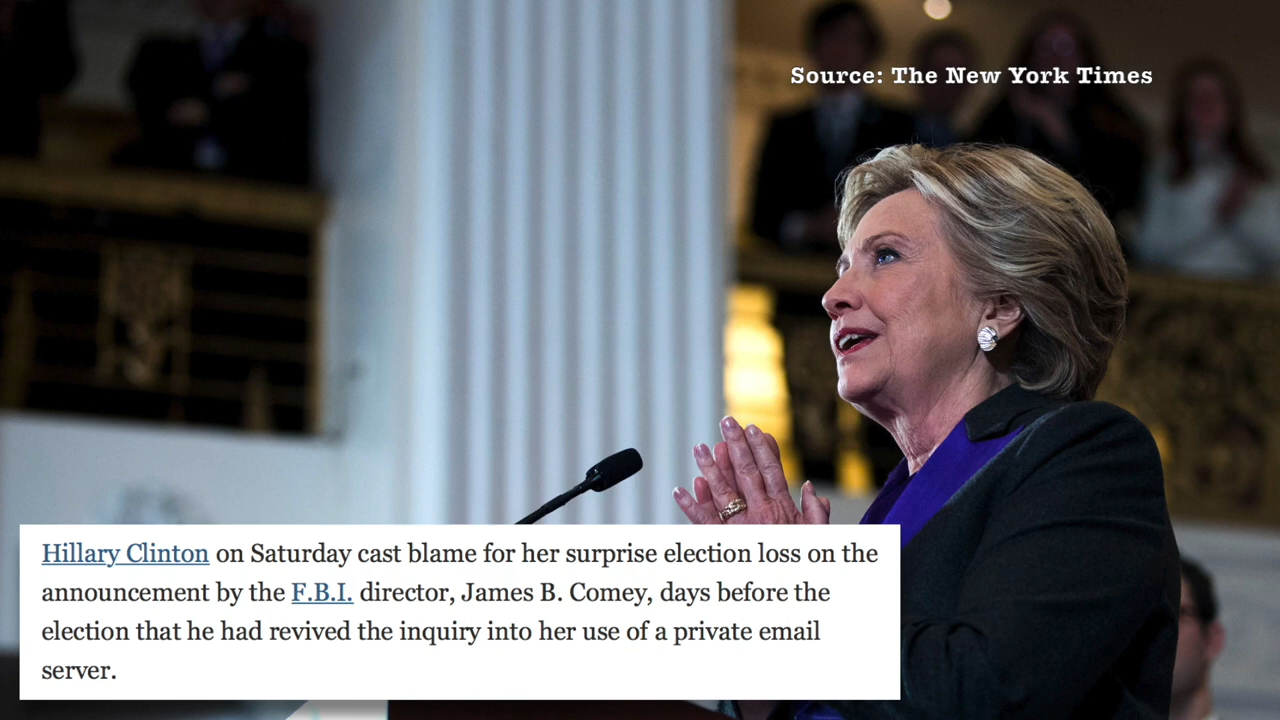 Source: The New York Times
Hillary Clinton on Saturday cast blame for her surprise election loss on the
announcement by the F.B.I. director, James B. Comey, days before the
election that he had revived the inquiry into her use of a private email
server.